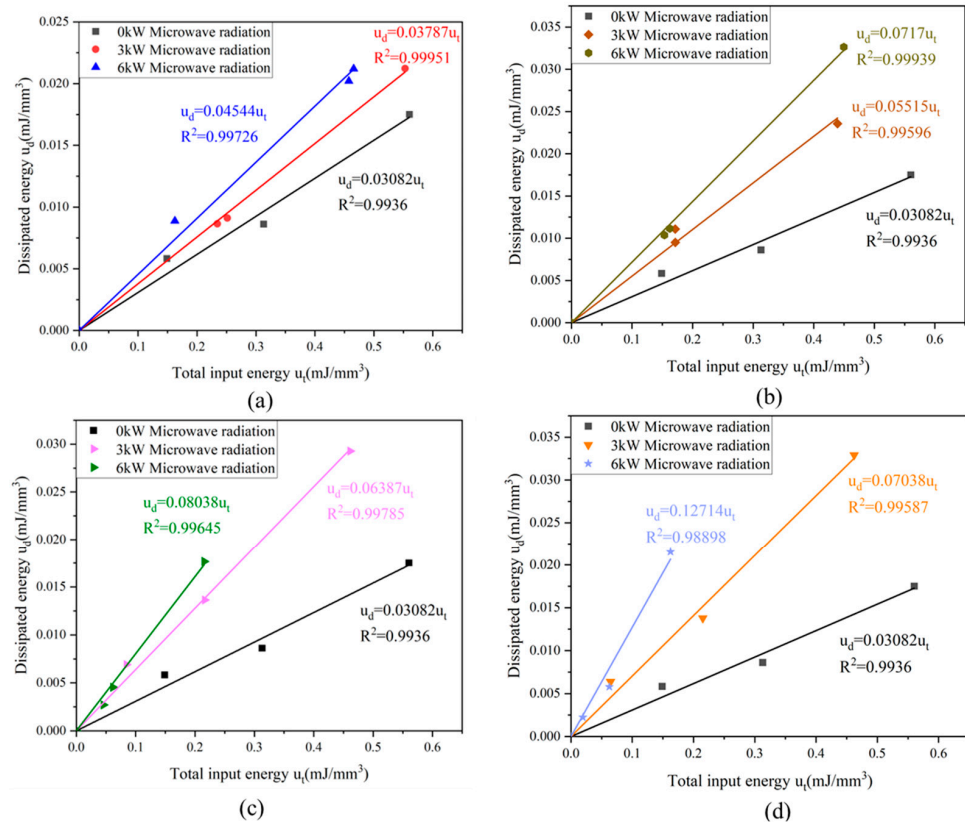 (a)
0kW Microwave radiation
3kW Microwave radiation
6kW Microwave radiation
u_d=0.03787u_t
R²=0.99951
u_d=0.04544u_t
R²=0.99726
u_d=0.03082u_t
R²=0.9936
Dissipated energy u_d(mJ/mm³)
0.025
0.020
0.015
0.010
0.005
0.000
0.0 0.1 0.2 0.3 0.4 0.5 0.6
Total input energy u_t(mJ/mm³)
(b)
0kW Microwave radiation
3kW Microwave radiation
6kW Microwave radiation
u_d=0.0717u_t
R²=0.99939
u_d=0.05515u_t
R²=0.99596
u_d=0.03082u_t
R²=0.9936
Dissipated energy u_d(mJ/mm³)
0.035
0.030
0.025
0.020
0.015
0.010
0.005
0.000
0.0 0.1 0.2 0.3 0.4 0.5 0.6
Total input energy u_t(mJ/mm³)
(c)
0kW Microwave radiation
3kW Microwave radiation
6kW Microwave radiation
u_d=0.08038u_t
R²=0.99645
u_d=0.06387u_t
R²=0.99785
u_d=0.03082u_t
R²=0.9936
Dissipated energy u_d(mJ/mm³)
0.030
0.025
0.020
0.015
0.010
0.005
0.000
0.0 0.1 0.2 0.3 0.4 0.5 0.6
Total input energy u_t(mJ/mm³)
(d)
0kW Microwave radiation
3kW Microwave radiation
6kW Microwave radiation
u_d=0.12714u_t
R²=0.98898
u_d=0.07038u_t
R²=0.99587
u_d=0.03082u_t
R²=0.9936
Dissipated energy u_d(mJ/mm³)
0.035
0.030
0.025
0.020
0.015
0.010
0.005
0.000
0.0 0.1 0.2 0.3 0.4 0.5 0.6
Total input energy u_t(mJ/mm³)